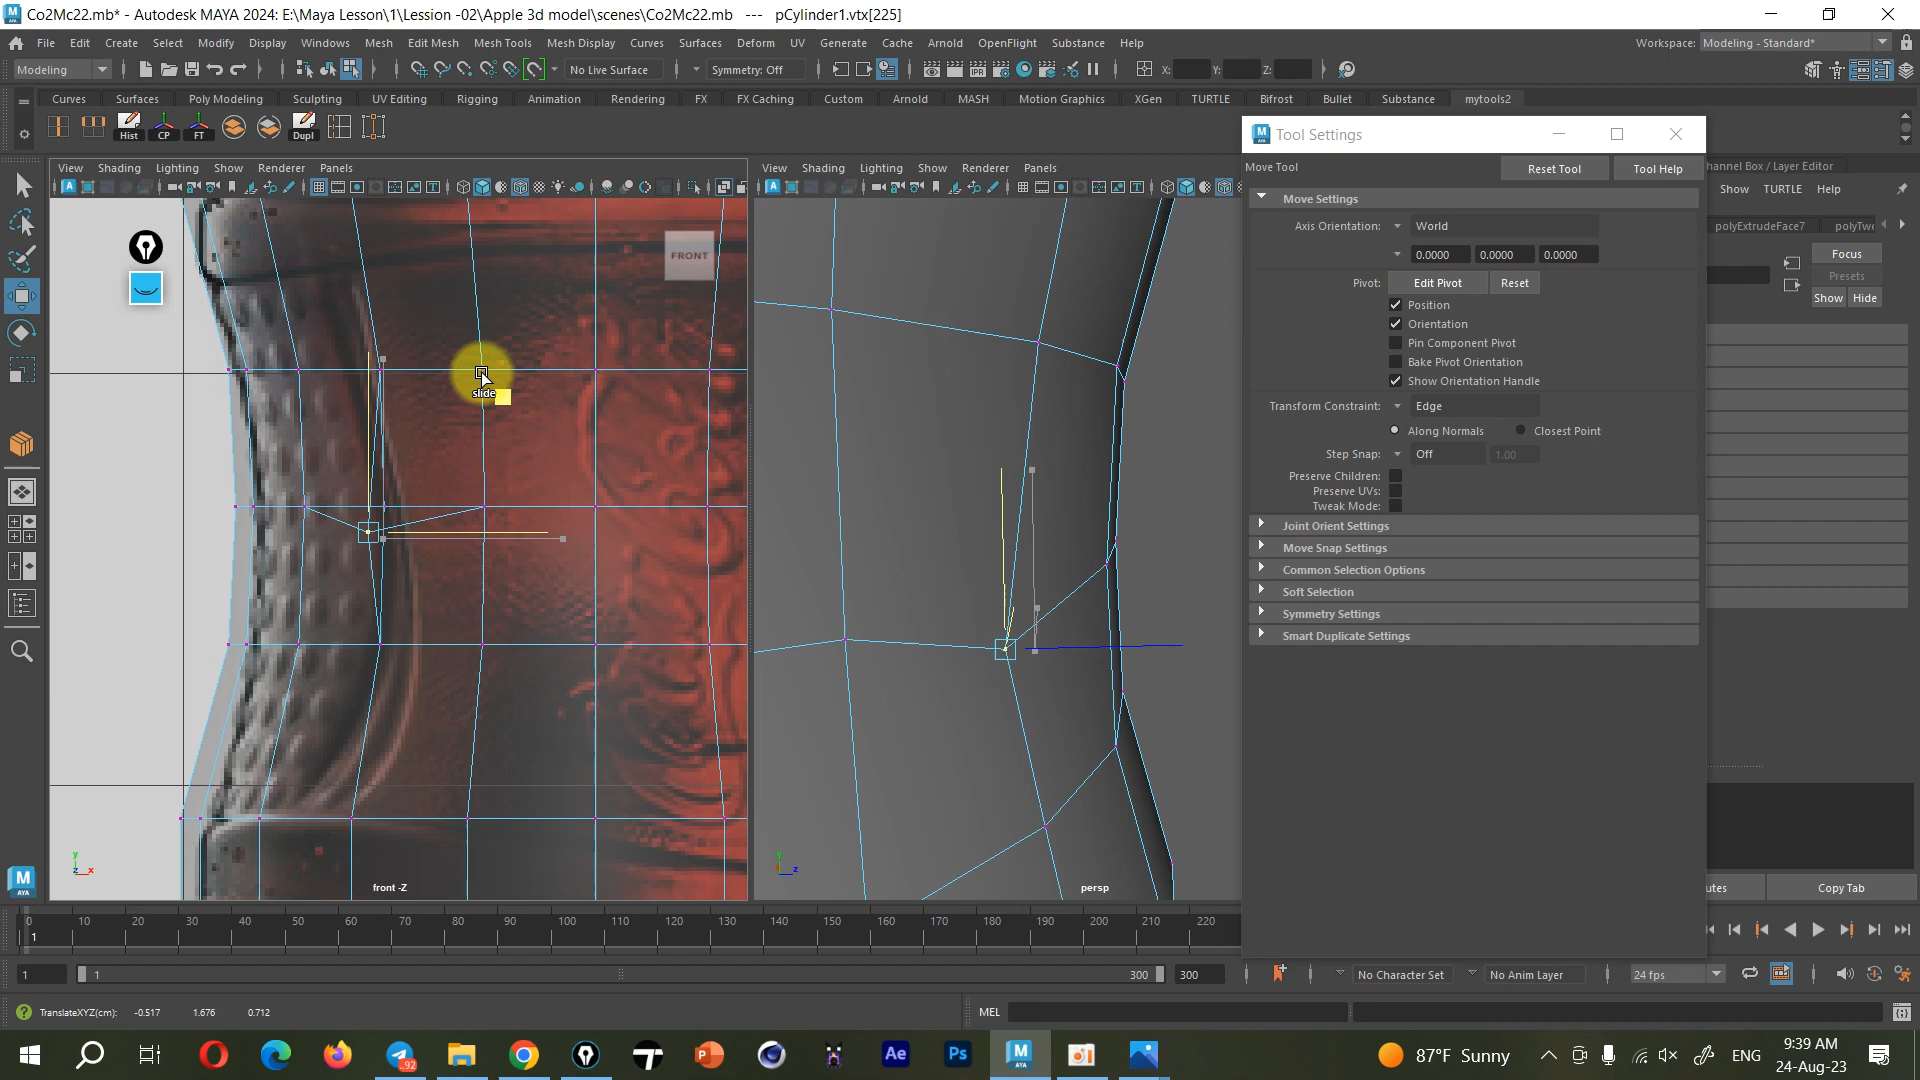 Co2Mc22.mb* - Autodesk MAYA 2024: E:\Maya Lesson\1\Lession -02\Apple 3d model\scenes\Co2Mc22.mb --- pCylinder1.vtx[225]
File Edit Create Select Modify Display Windows Mesh Edit Mesh Mesh Tools Mesh Display Curves Surfaces Deform UV Generate Cache Arnold OpenFlight Substance Help Workspace: Modeling - Standard*
Modeling No Live Surface Symmetry: Off X: Y: Z:
Curves Surfaces Poly Modeling Sculpting UV Editing Rigging Animation Rendering FX FX Caching Custom Arnold MASH Motion Graphics XGen TURTLE Bifrost Bullet Substance mytools2
Hist CP FT Dupl
Tool Settings
View Shading Lighting Show Renderer Panels
View Shading Lighting Show Renderer Panels
Move Tool Reset Tool Tool Help
hannel Box / Layer Editor
Show TURTLE Help
Move Settings
Axis Orientation: World
polyExtrudeFace7 polyTwe
0.0000 0.0000 0.0000
Focus
Pivot: Edit Pivot Reset
Presets
Position
Show Hide
Orientation
Pin Component Pivot
Bake Pivot Orientation
Show Orientation Handle
Transform Constraint: Edge
Along Normals Closest Point
Step Snap: Off 1.00
Preserve Children:
Preserve UVs:
Tweak Mode:
Joint Orient Settings
Move Snap Settings
Common Selection Options
Soft Selection
Symmetry Settings
Smart Duplicate Settings
FRONT
slide
y
z x
front -Z
y
z
persp
utes Copy Tab
0 10 20 30 40 50 60 70 80 90 100 110 120 130 140 150 160 170 180 190 200 210 220
1
1 1 300 300 No Character Set No Anim Layer 24 fps
TranslateXYZ(cm): -0.517 1.676 0.712 MEL
M AYA
92
Ae Ps
87°F Sunny
ENG
9:39 AM
24-Aug-23